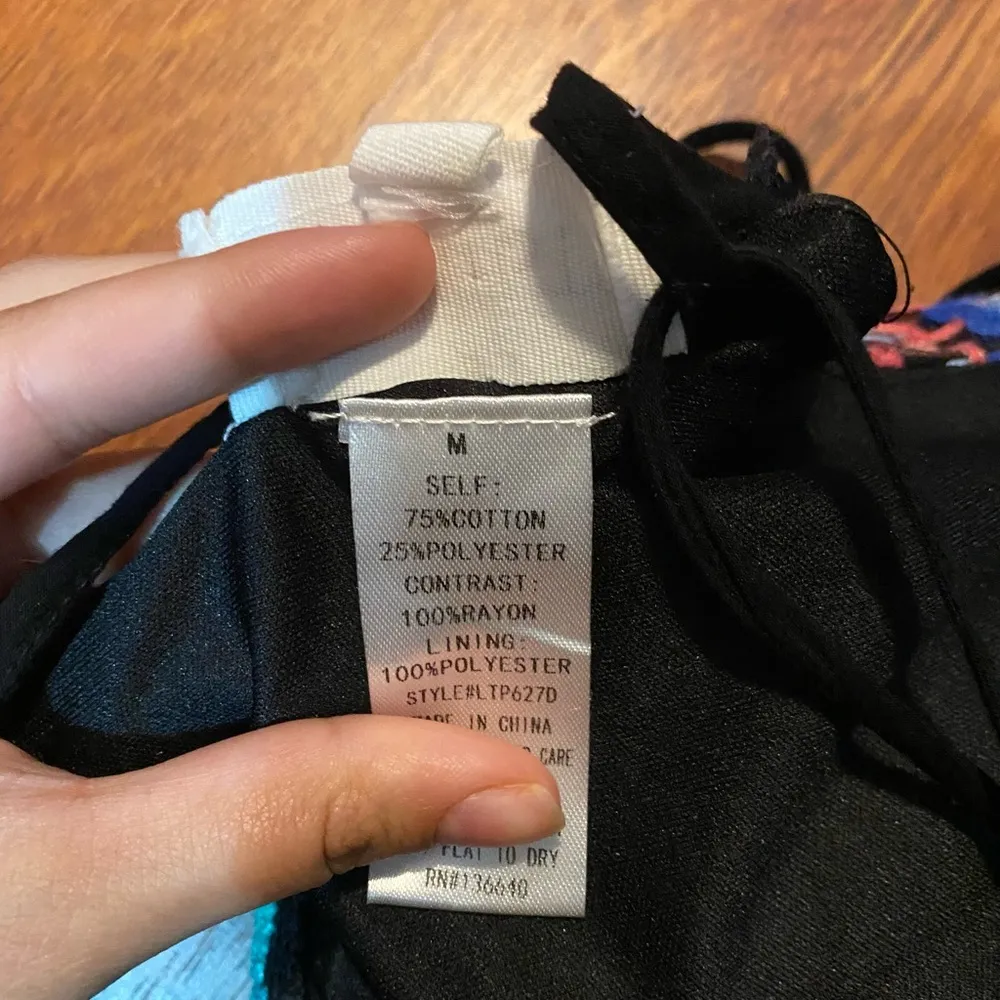 M
SELF:
75%COTTON
25%POLYESTER
CONTRAST:
100%RAYON
LINING:
100%POLYESTER
STYLE#LTP627D
IN CHINA
CARE
FLAT TO DRY
RN#136640